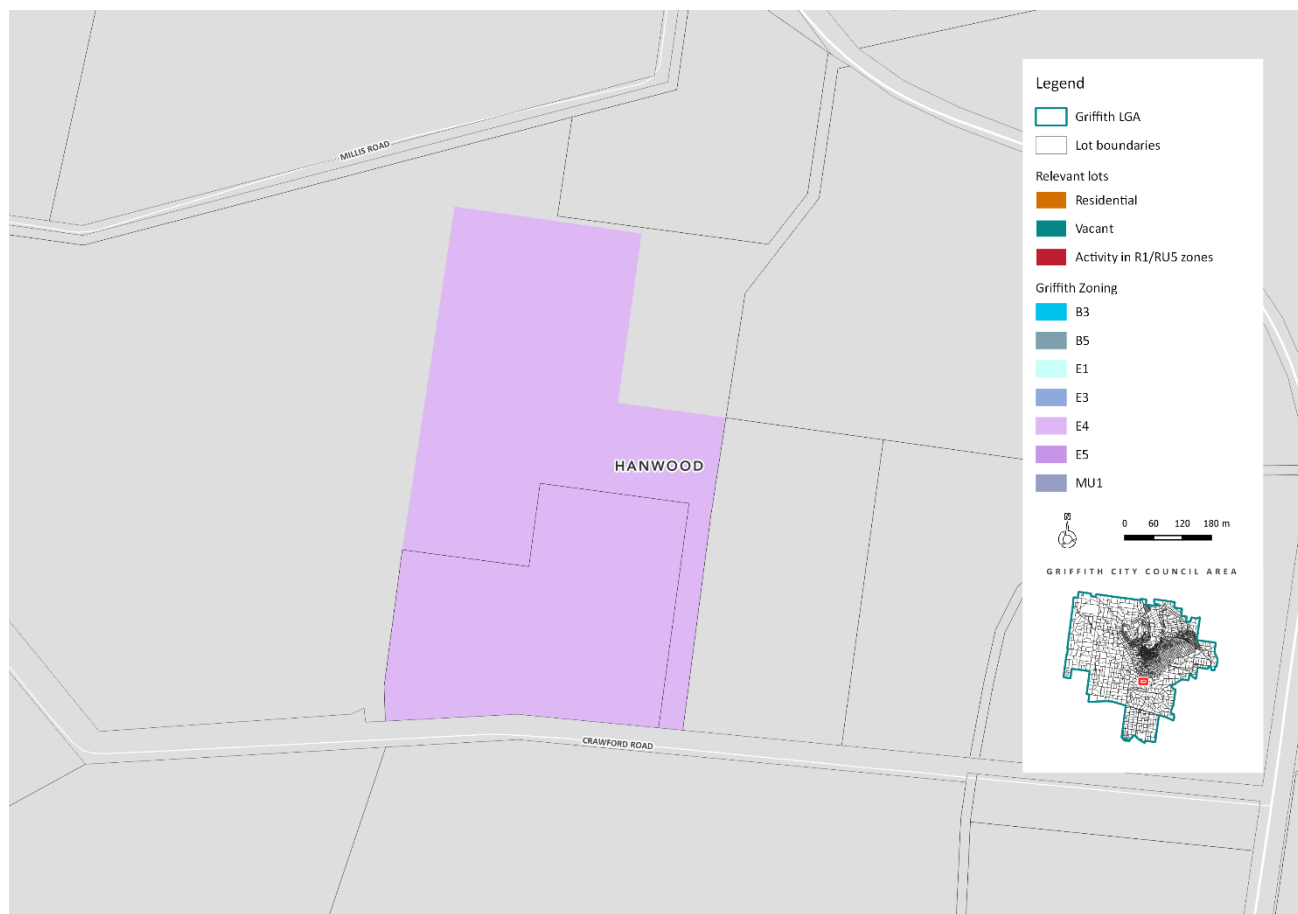 MILLIS ROAD
HANWOOD
CRAWFORD ROAD
Legend
Griffith LGA
Lot boundaries
Relevant lots
Residential
Vacant
Activity in R1/RU5 zones
Griffith Zoning
B3
B5
E1
E3
E4
E5
MU1
N
0 60 120 180 m
GRIFFITH CITY COUNCIL AREA